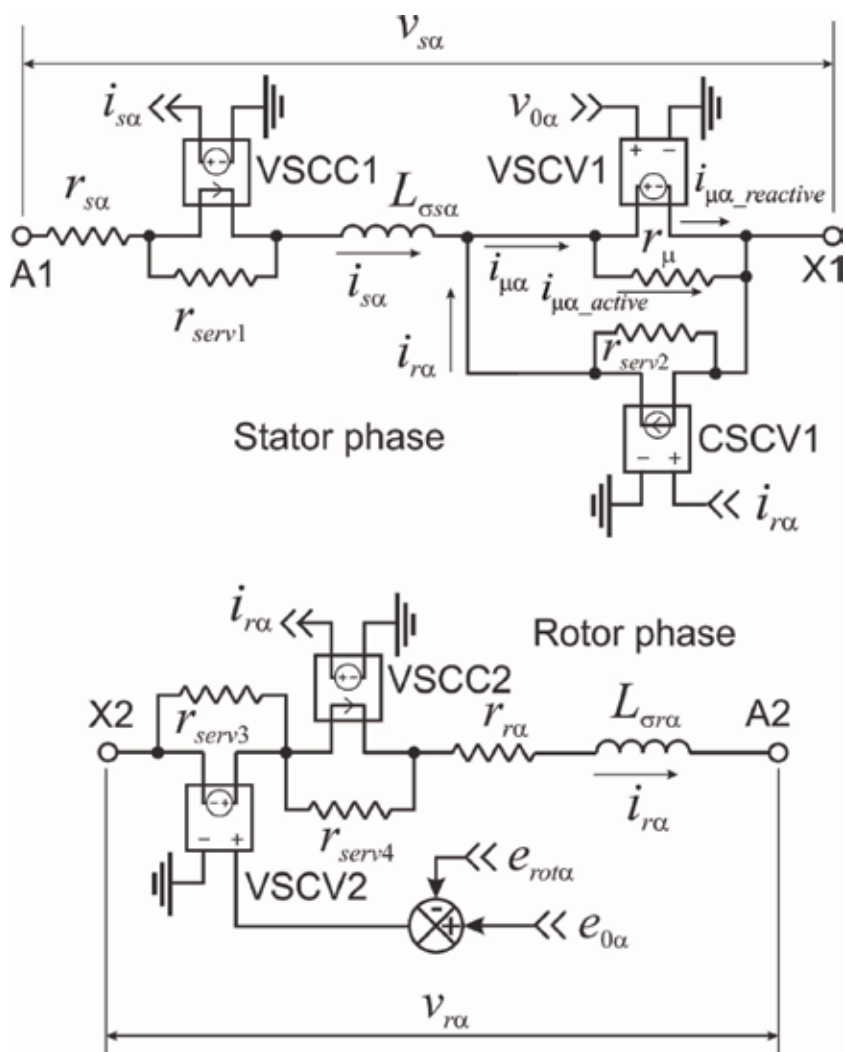 v_sα
i_sα
v_0α
VSCC1
VSCV1
r_sα
L_σsα
i_μα_reactive
+ −
r_μ
A1
X1
i_sα
i_μα
i_μα_active
r_serv1
i_rα
r_serv2
Stator phase
CSCV1
− +
i_rα
i_rα
Rotor phase
VSCC2
X2
r_serv3
r_rα
L_σrα
A2
− +
i_rα
r_serv4
VSCV2
e_rotα
-
+
e_0α
v_rα